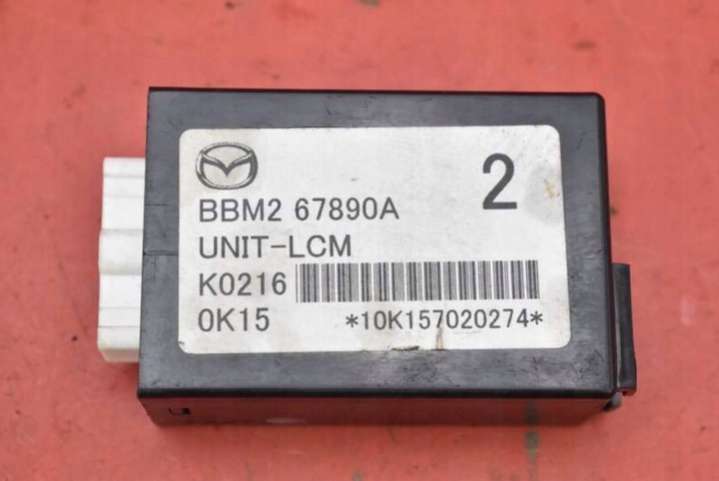 BBM2 67890A 2
UNIT-LCM
K0216
0K15 *10K157020274*